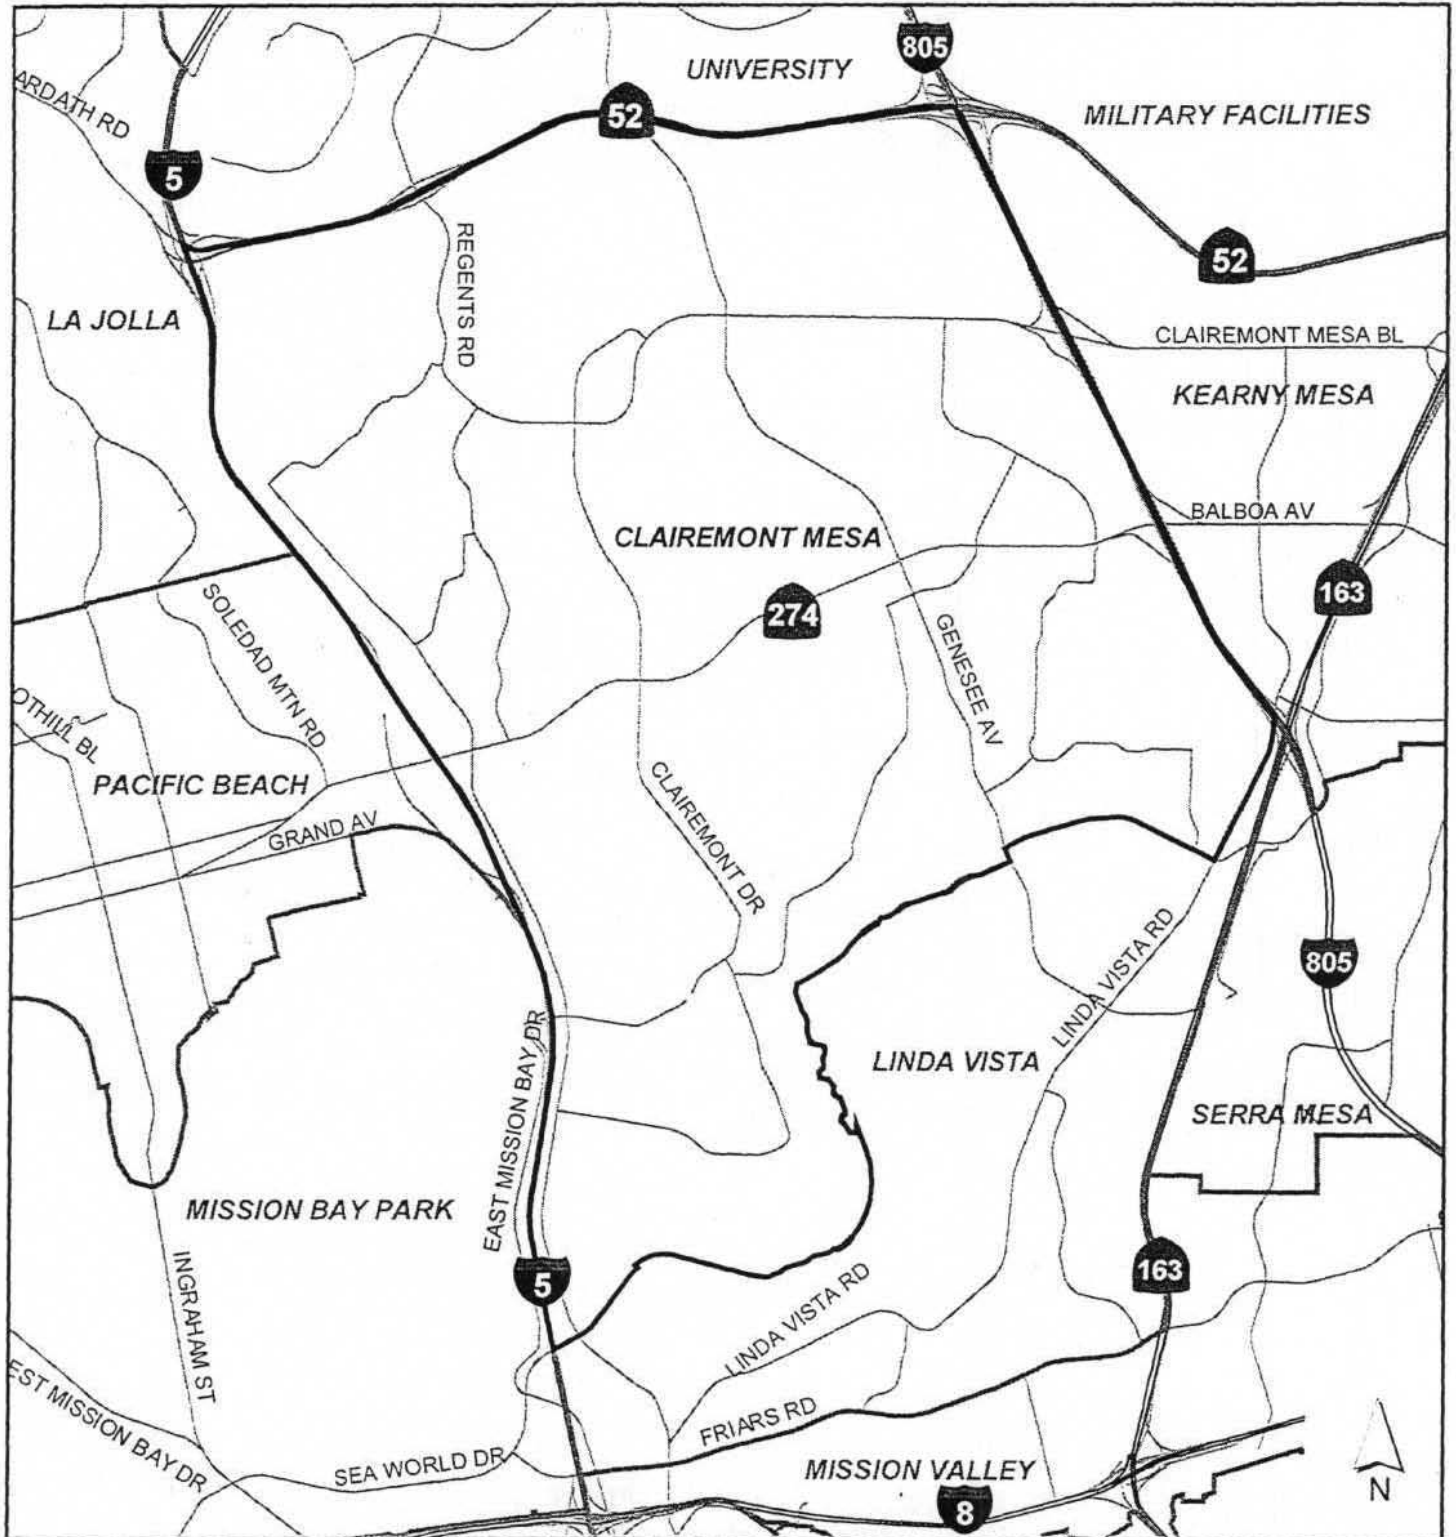 805
UNIVERSITY
ARDATH RD
52
MILITARY FACILITIES
5
REGENTS RD
52
LA JOLLA
CLAIREMONT MESA BL
KEARNY MESA
BALBOA AV
CLAIREMONT MESA
163
274
SOLEDAD MTN RD
GENESEE AV
OTHILL BL
PACIFIC BEACH
CLAIREMONT DR
GRAND AV
LINDA VISTA RD
805
EAST MISSION BAY DR
LINDA VISTA
SERRA MESA
MISSION BAY PARK
INGRAHAM ST
5
163
LINDA VISTA RD
EST MISSION BAY DR
FRIARS RD
SEA WORLD DR
MISSION VALLEY
8
N